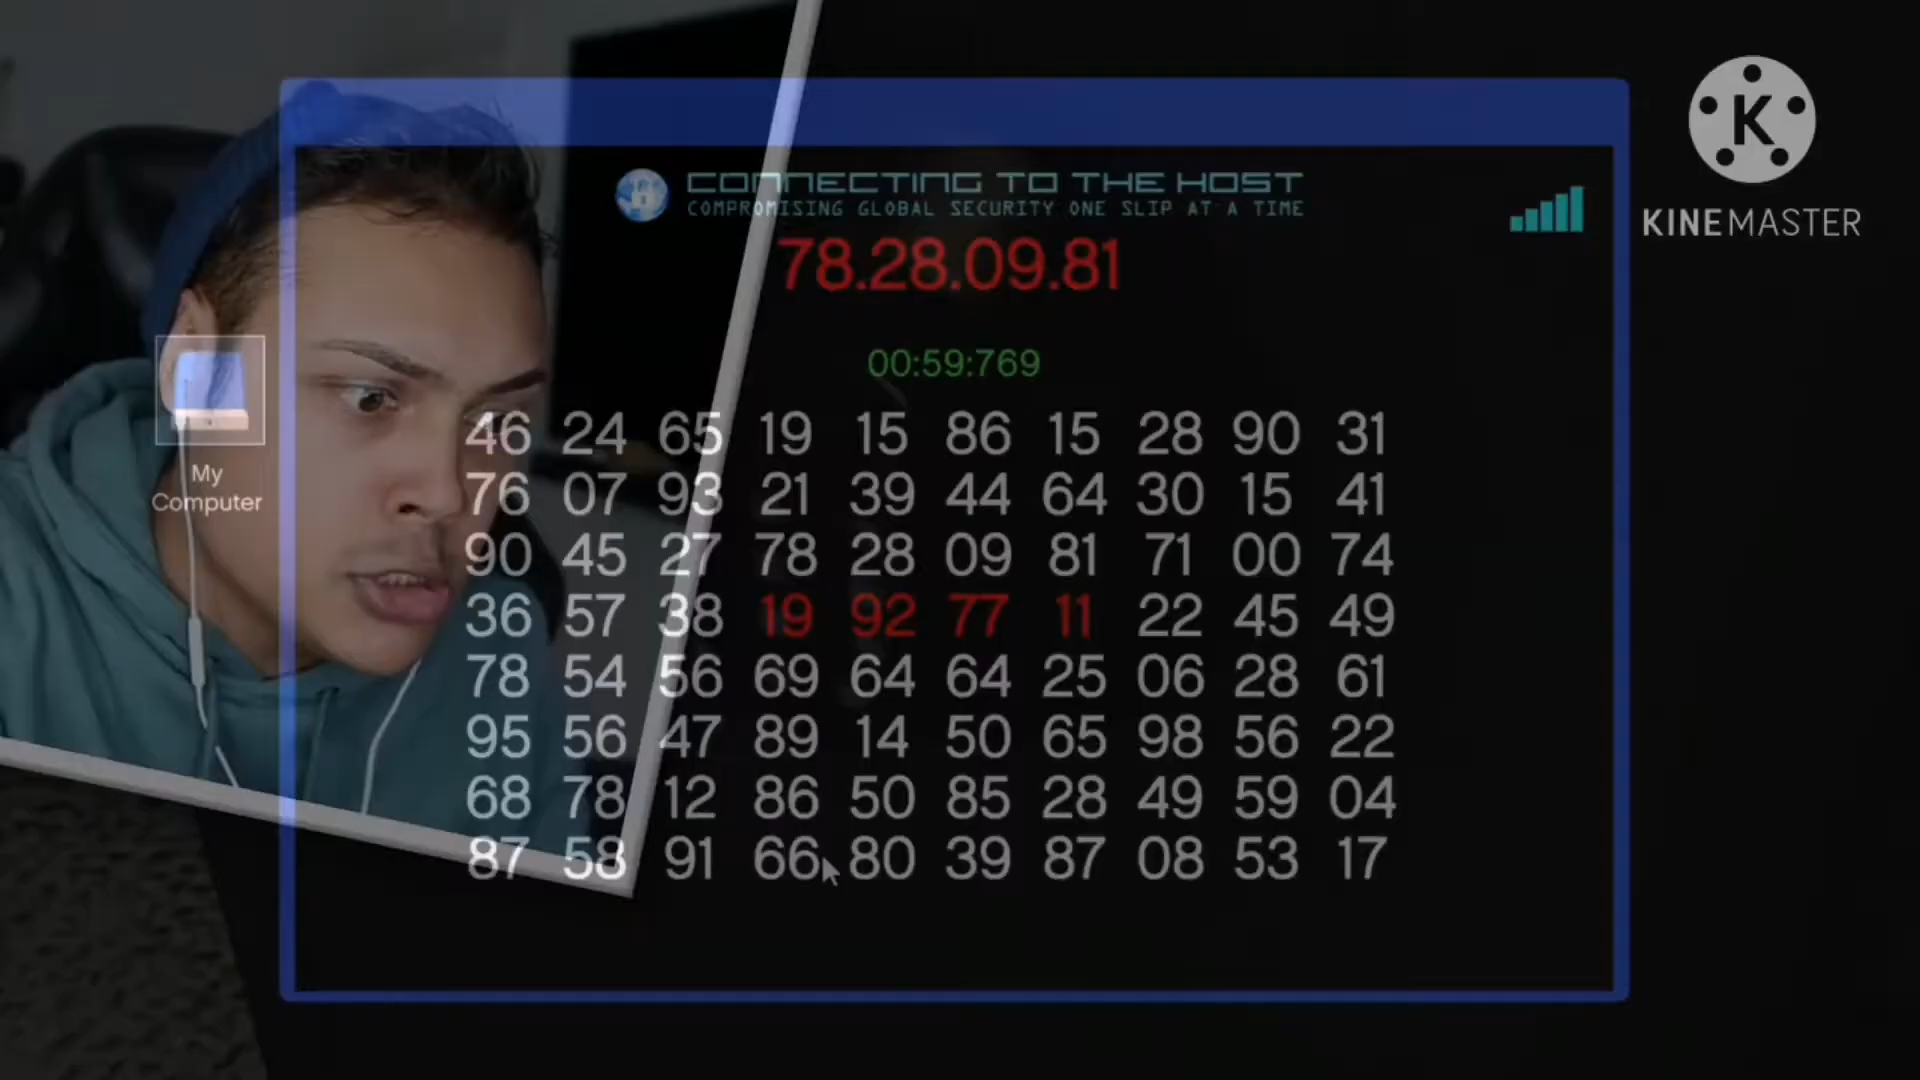 CONNECTING TO THE HOST
COMPROMISING GLOBAL SECURITY ONE SLIP AT A TIME
78.28.09.81
00:59:769
46 24 65 19 15 86 15 28 90 31
76 07 93 21 39 44 64 30 15 41
90 45 27 78 28 09 81 71 00 74
36 57 38 19 92 77 11 22 45 49
78 54 56 69 64 64 25 06 28 61
95 56 47 89 14 50 65 98 56 22
68 78 12 86 50 85 28 49 59 04
87 58 91 66 80 39 87 08 53 17
My
Computer
K
KINEMASTER